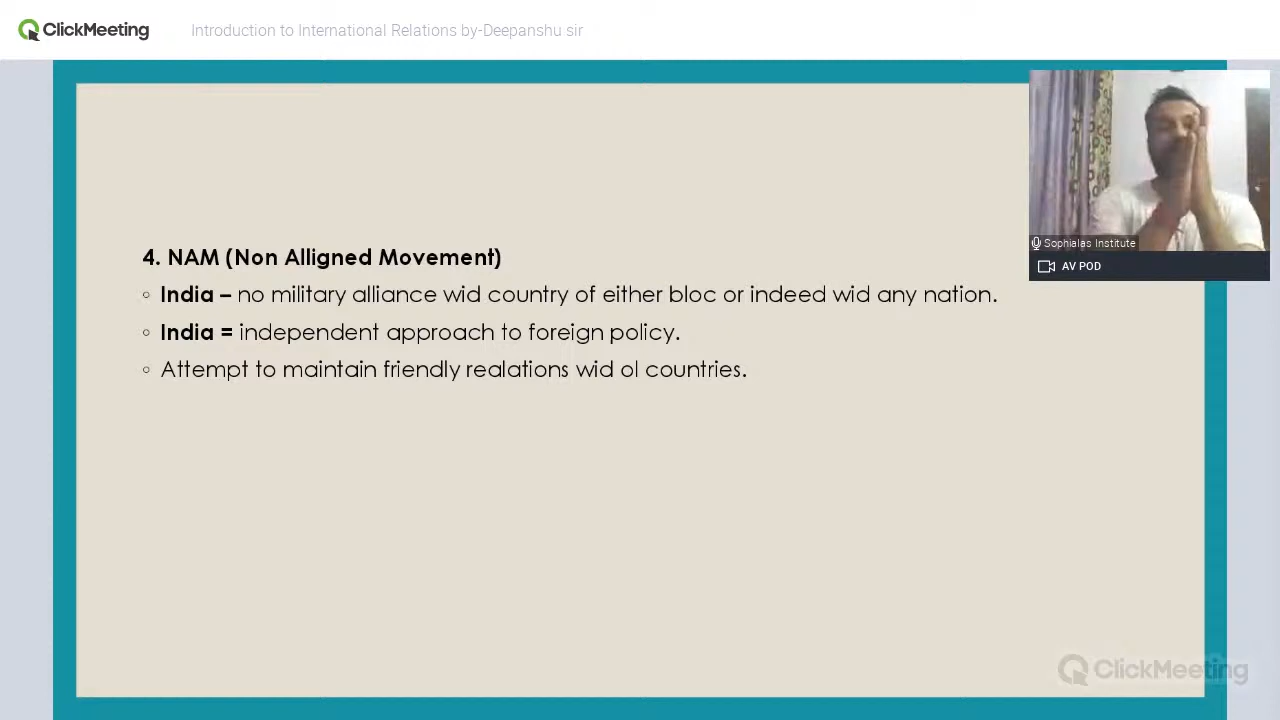 ClickMeeting
Introduction to International Relations by-Deepanshu sir
4. NAM (Non Alligned Movement)
◦ India – no military alliance wid country of either bloc or indeed wid any nation.
◦ India = independent approach to foreign policy.
◦ Attempt to maintain friendly realations wid ol countries.
Sophialas Institute
AV POD
ClickMeeting